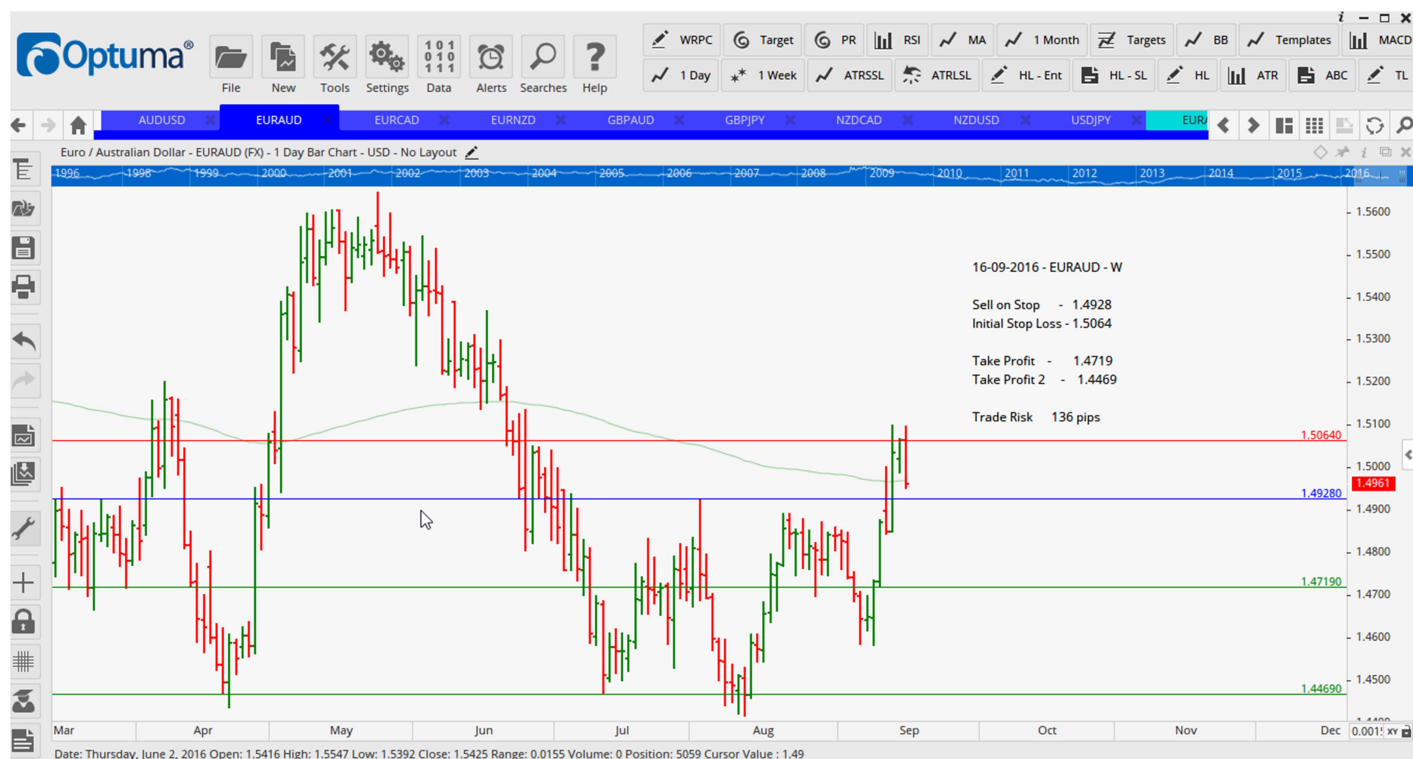 i
Optuma®
File New Tools Settings 101 010 111 Data Alerts Searches Help
WRPC Target PR RSI MA 1 Month Targets BB Templates MACD
1 Day 1 Week ATRSSL ATRLSL HL - Ent HL - SL HL ATR ABC TL
AUDUSD EURAUD EURCAD EURNZD GBPAUD GBPJPY NZDCAD NZDUSD USDJPY EURA
Euro / Australian Dollar - EURAUD (FX) - 1 Day Bar Chart - USD - No Layout
1996 1998 1999 2000 2001 2002 2003 2004 2005 2006 2007 2008 2009 2010 2011 2012 2013 2014 2015 2016
1.5600
1.5500
16-09-2016 - EURAUD - W
1.5400
Sell on Stop - 1.4928
Initial Stop Loss - 1.5064
1.5300
Take Profit - 1.4719
Take Profit 2 - 1.4469
1.5200
Trade Risk 136 pips
1.5100
1.50640
1.5000
1.4961
1.49280
1.4900
1.4800
1.47190
1.4700
1.4600
1.4500
1.44690
Mar Apr May Jun Jul Aug Sep Oct Nov Dec XY
Date: Thursday, June 2, 2016 Open: 1.5416 High: 1.5547 Low: 1.5392 Close: 1.5425 Range: 0.0155 Volume: 0 Position: 5059 Cursor Value : 1.49